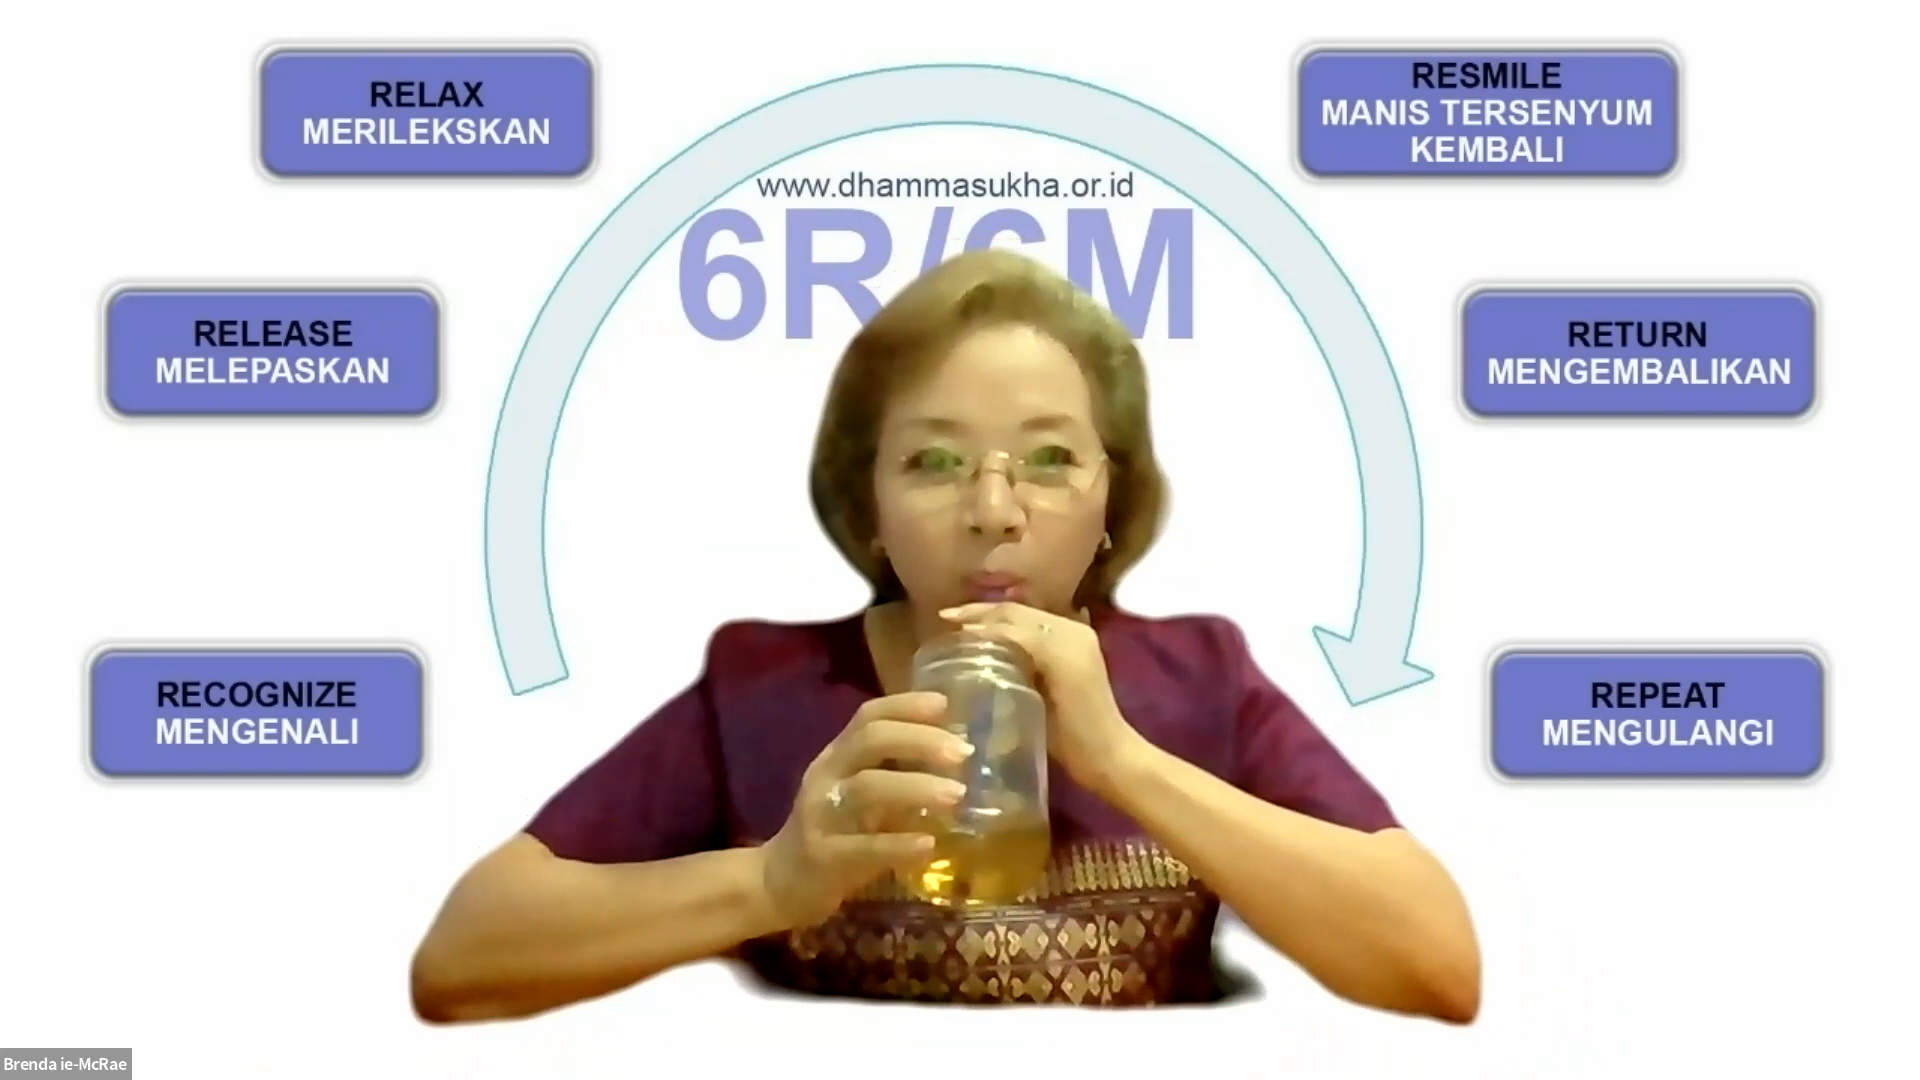 RELAX
MERILEKSKAN
RESMILE
MANIS TERSENYUM
KEMBALI
www.dhammasukha.or.id
6R/6M
RELEASE
MELEPASKAN
RETURN
MENGEMBALIKAN
RECOGNIZE
MENGENALI
REPEAT
MENGULANGI
Brenda ie-McRae